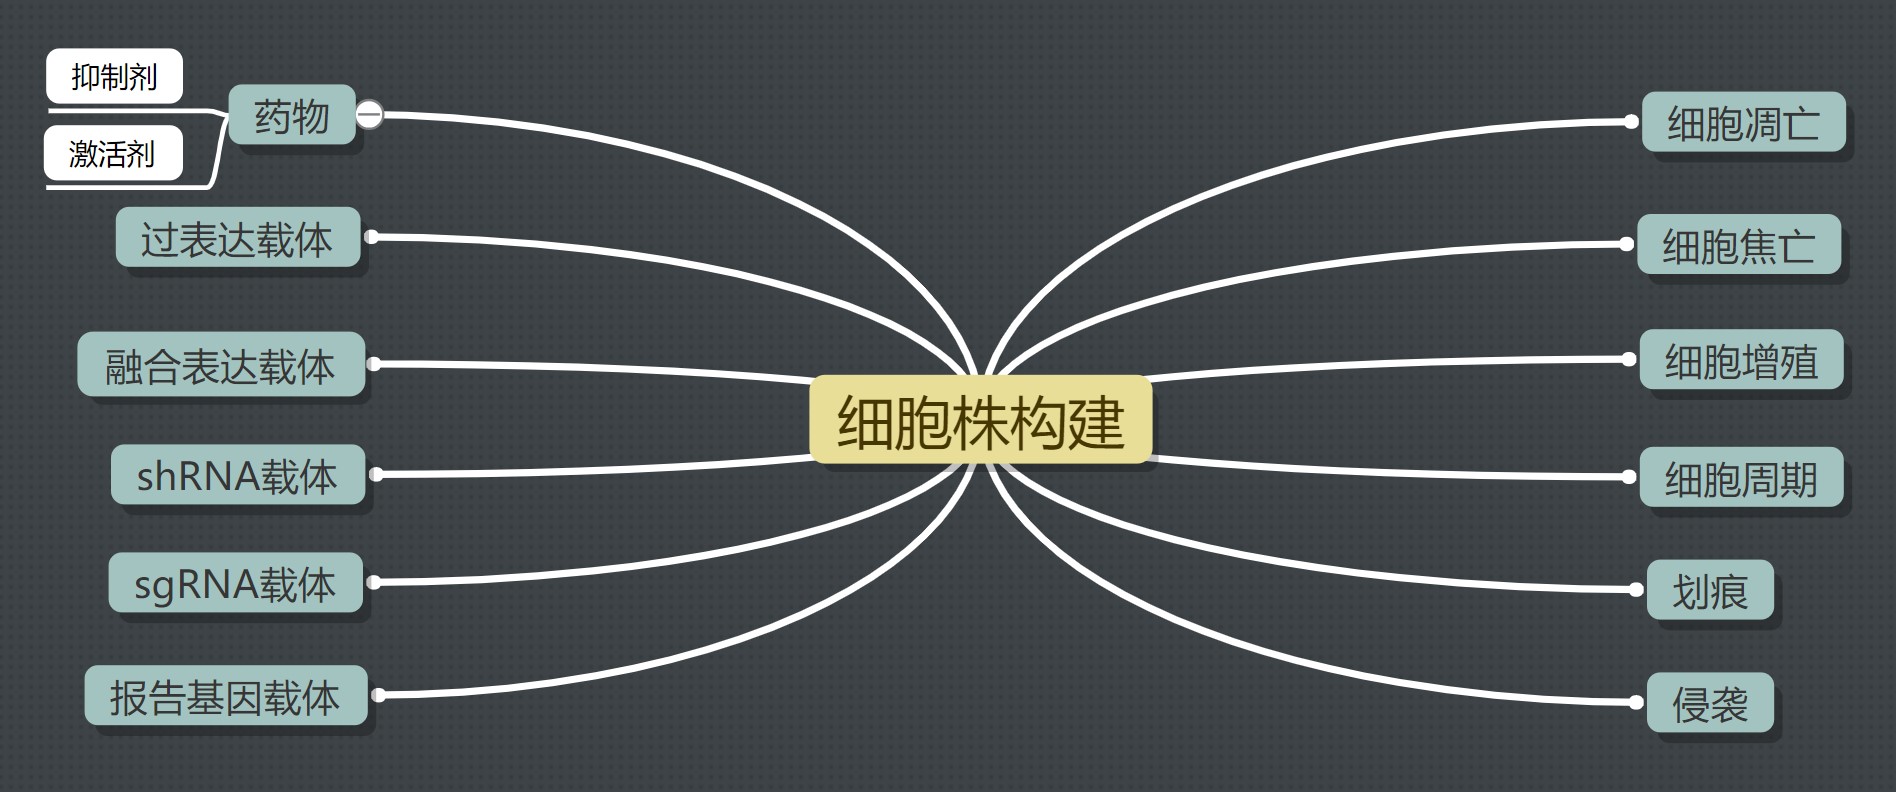 抑制剂
激活剂
药物
过表达载体
融合表达载体
shRNA载体
sgRNA载体
报告基因载体
细胞株构建
细胞凋亡
细胞焦亡
细胞增殖
细胞周期
划痕
侵袭